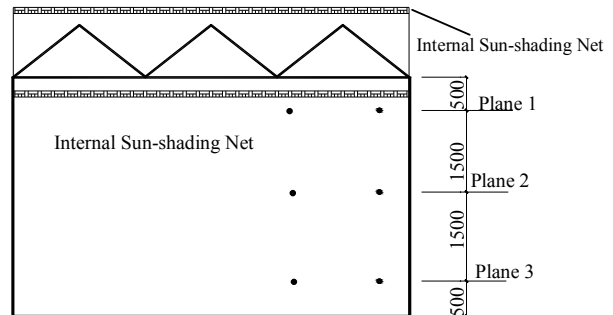 Internal Sun-shading Net
500
Plane 1
Internal Sun-shading Net
1500
Plane 2
1500
Plane 3
500